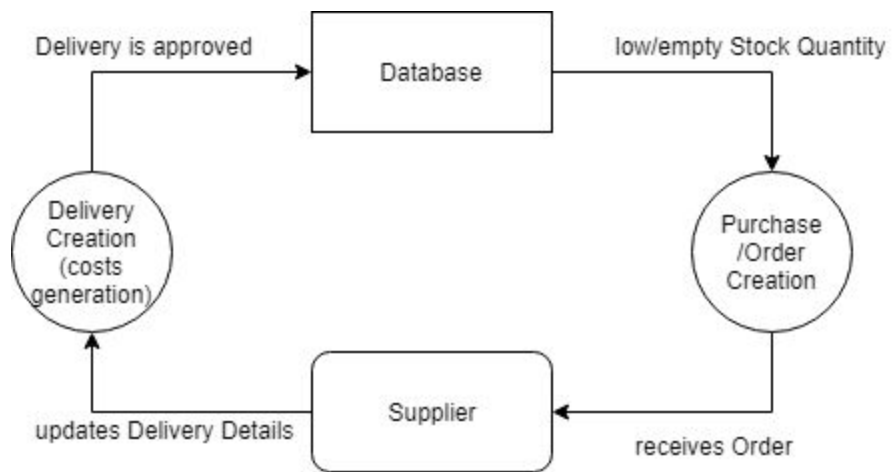 Delivery is approved
Database
low/empty Stock Quantity
Delivery
Creation
(costs
generation)
Purchase
/Order
Creation
updates Delivery Details
Supplier
receives Order